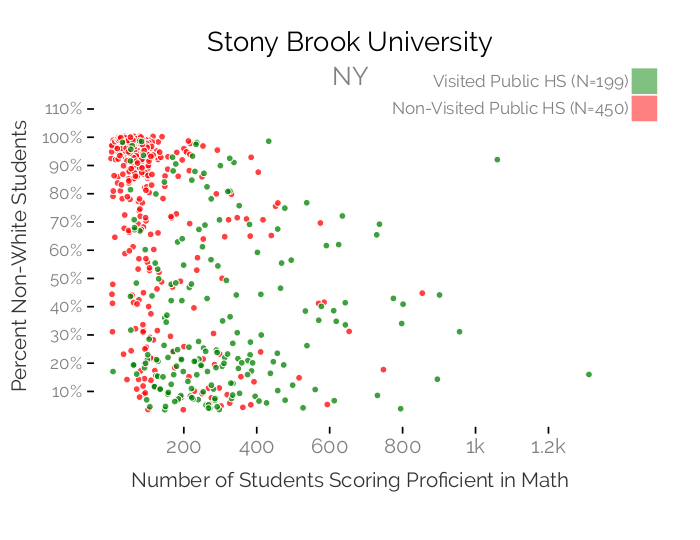 Stony Brook University
NY
Visited Public HS (N=199)
Non-Visited Public HS (N=450)
Percent Non-White Students
110%
100%
90%
80%
70%
60%
50%
40%
30%
20%
10%
200
400
600
800
1k
1.2k
Number of Students Scoring Proficient in Math